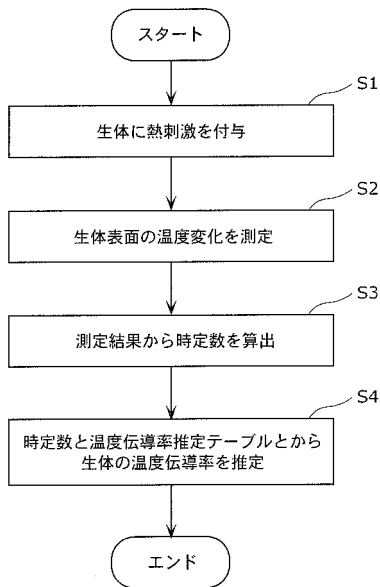 スタート
S1
生体に熱刺激を付与
S2
生体表面の温度変化を測定
S3
測定結果から時定数を算出
S4
時定数と温度伝導率推定テーブルとから
生体の温度伝導率を推定
エンド